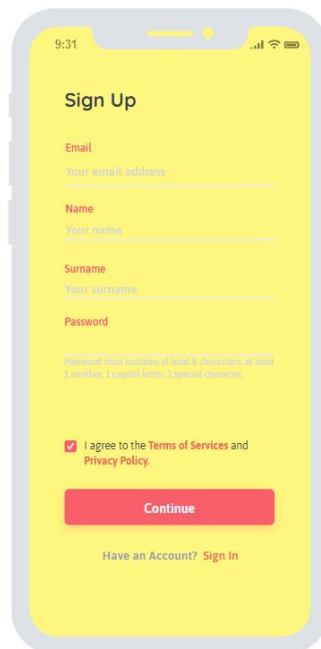 9:31
Sign Up
Email
Your email address
Name
Your name
Surname
Your surname
Password
Password must contains at least 8 characters: at least
1 number, 1 capital letter, 1 special character.
I agree to the Terms of Services and
Privacy Policy.
Continue
Have an Account? Sign In